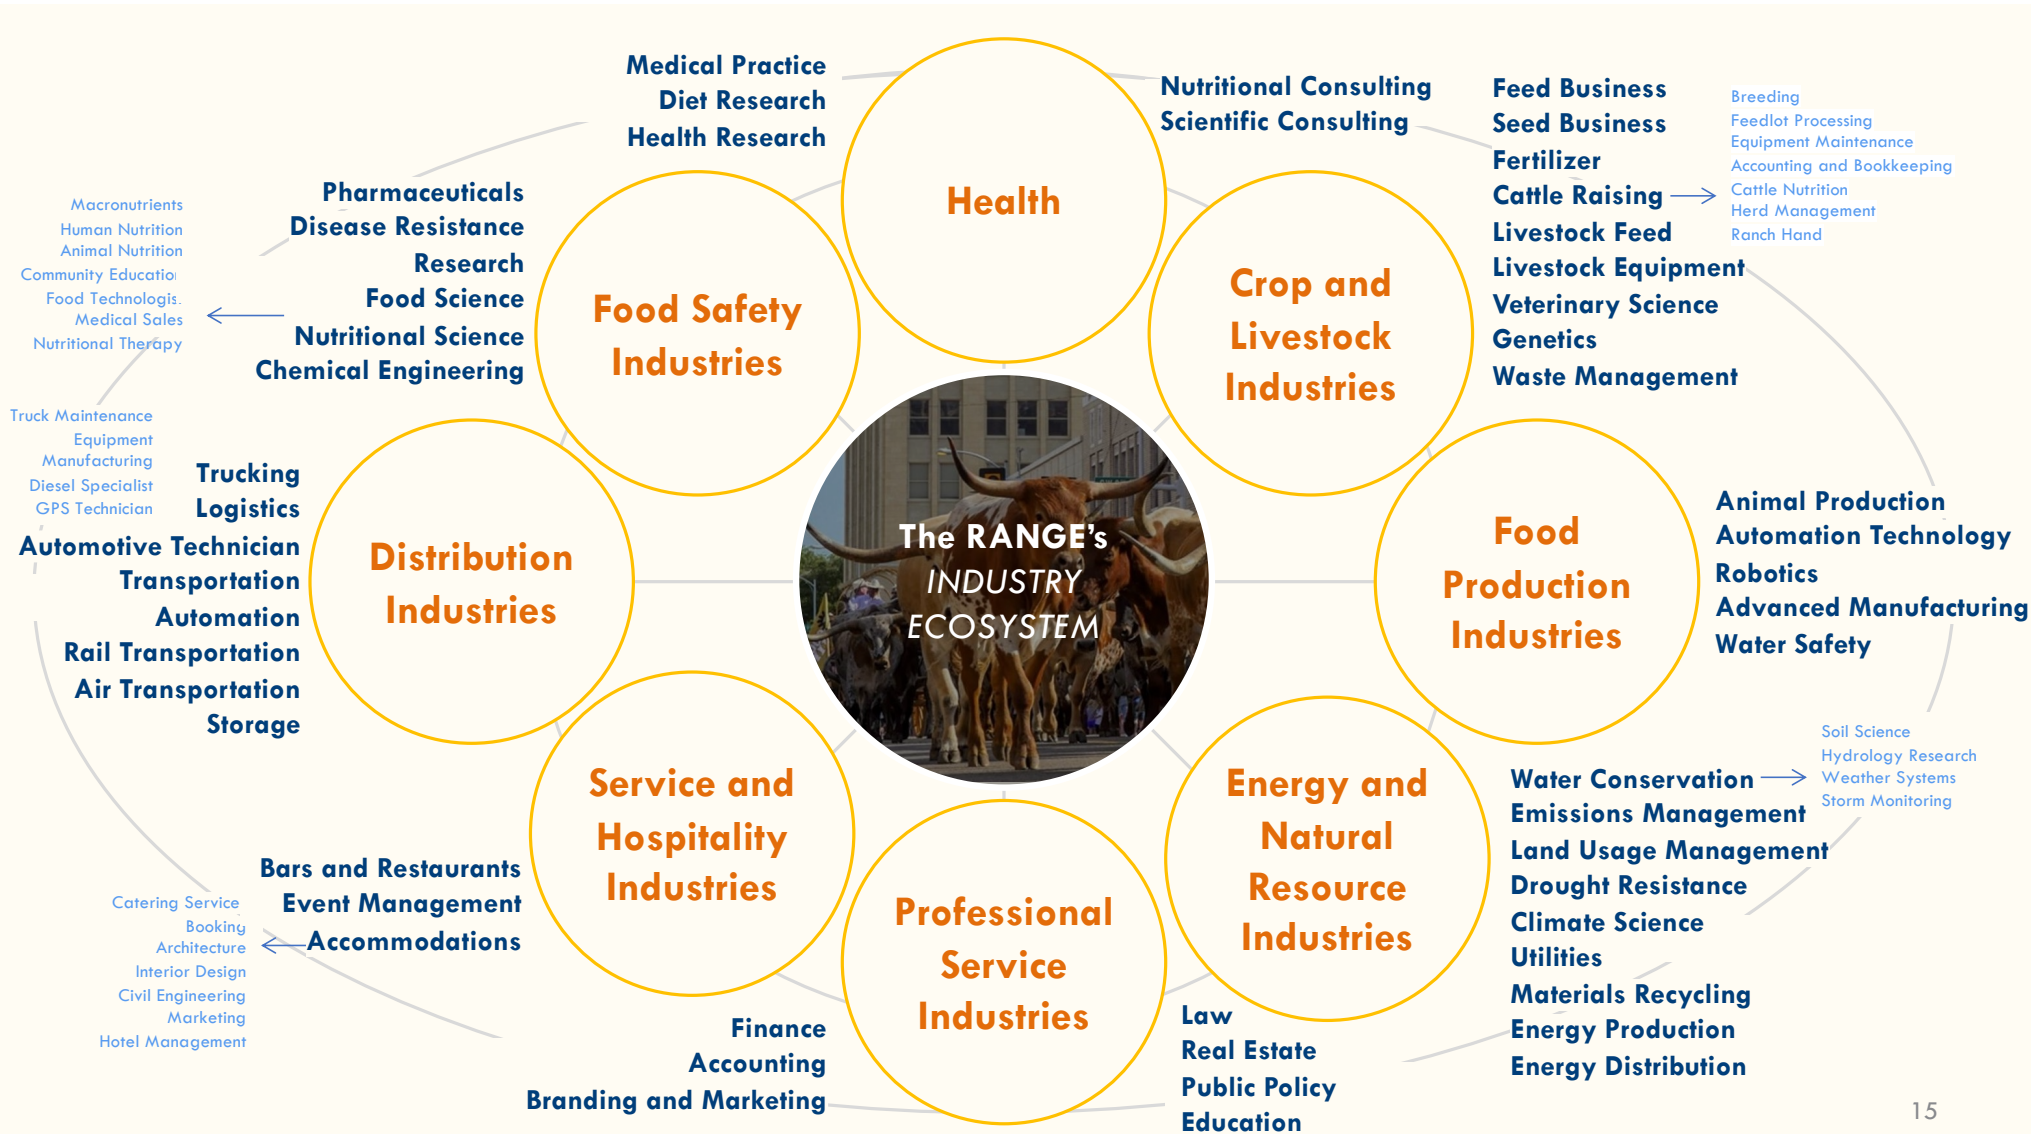 Medical Practice
Diet Research
Health Research
Health
Nutritional Consulting
Scientific Consulting
Feed Business
Seed Business
Fertilizer
Cattle Raising
Livestock Feed
Livestock Equipment
Veterinary Science
Genetics
Waste Management
Breeding
Feedlot Processing
Equipment Maintenance
Accounting and Bookkeeping
Cattle Nutrition
Herd Management
Ranch Hand
Crop and
Livestock
Industries
Macronutrients
Human Nutrition
Animal Nutrition
Community Education
Food Technologis.
Medical Sales
Nutritional Therapy
Pharmaceuticals
Disease Resistance
Research
Food Science
Nutritional Science
Chemical Engineering
Food Safety
Industries
Truck Maintenance
Equipment
Manufacturing
Diesel Specialist
GPS Technician
Trucking
Logistics
Automotive Technician
Transportation
Automation
Rail Transportation
Air Transportation
Storage
Distribution
Industries
The RANGE's
INDUSTRY
ECOSYSTEM
Food
Production
Industries
Animal Production
Automation Technology
Robotics
Advanced Manufacturing
Water Safety
Service and
Hospitality
Industries
Bars and Restaurants
Event Management
Accommodations
Catering Service
Booking
Architecture
Interior Design
Civil Engineering
Marketing
Hotel Management
Professional
Service
Industries
Finance
Accounting
Branding and Marketing
Law
Real Estate
Public Policy
Education
Energy and
Natural
Resource
Industries
Water Conservation
Emissions Management
Land Usage Management
Drought Resistance
Climate Science
Utilities
Materials Recycling
Energy Production
Energy Distribution
Soil Science
Hydrology Research
Weather Systems
Storm Monitoring
15